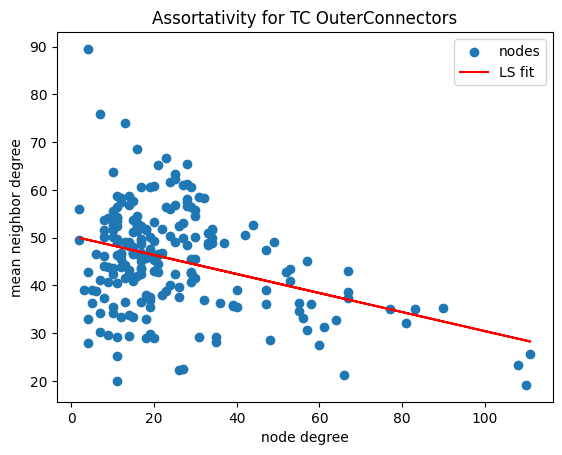 Assortativity for TC OuterConnectors
nodes
LS fit
90
80
70
60
50
40
30
20
mean neighbor degree
0
20
40
60
80
100
node degree